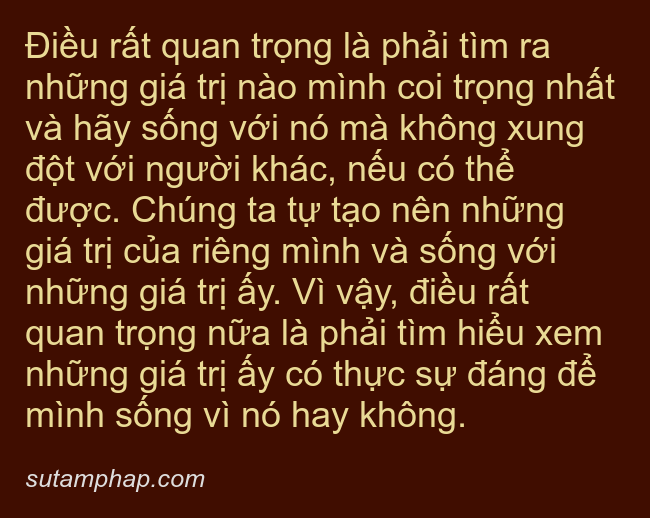 Điều rất quan trọng là phải tìm ra
những giá trị nào mình coi trọng nhất
và hãy sống với nó mà không xung
đột với người khác, nếu có thể
được. Chúng ta tự tạo nên những
giá trị của riêng mình và sống với
những giá trị ấy. Vì vậy, điều rất
quan trọng nữa là phải tìm hiểu xem
những giá trị ấy có thực sự đáng để
mình sống vì nó hay không.
sutamphap.com